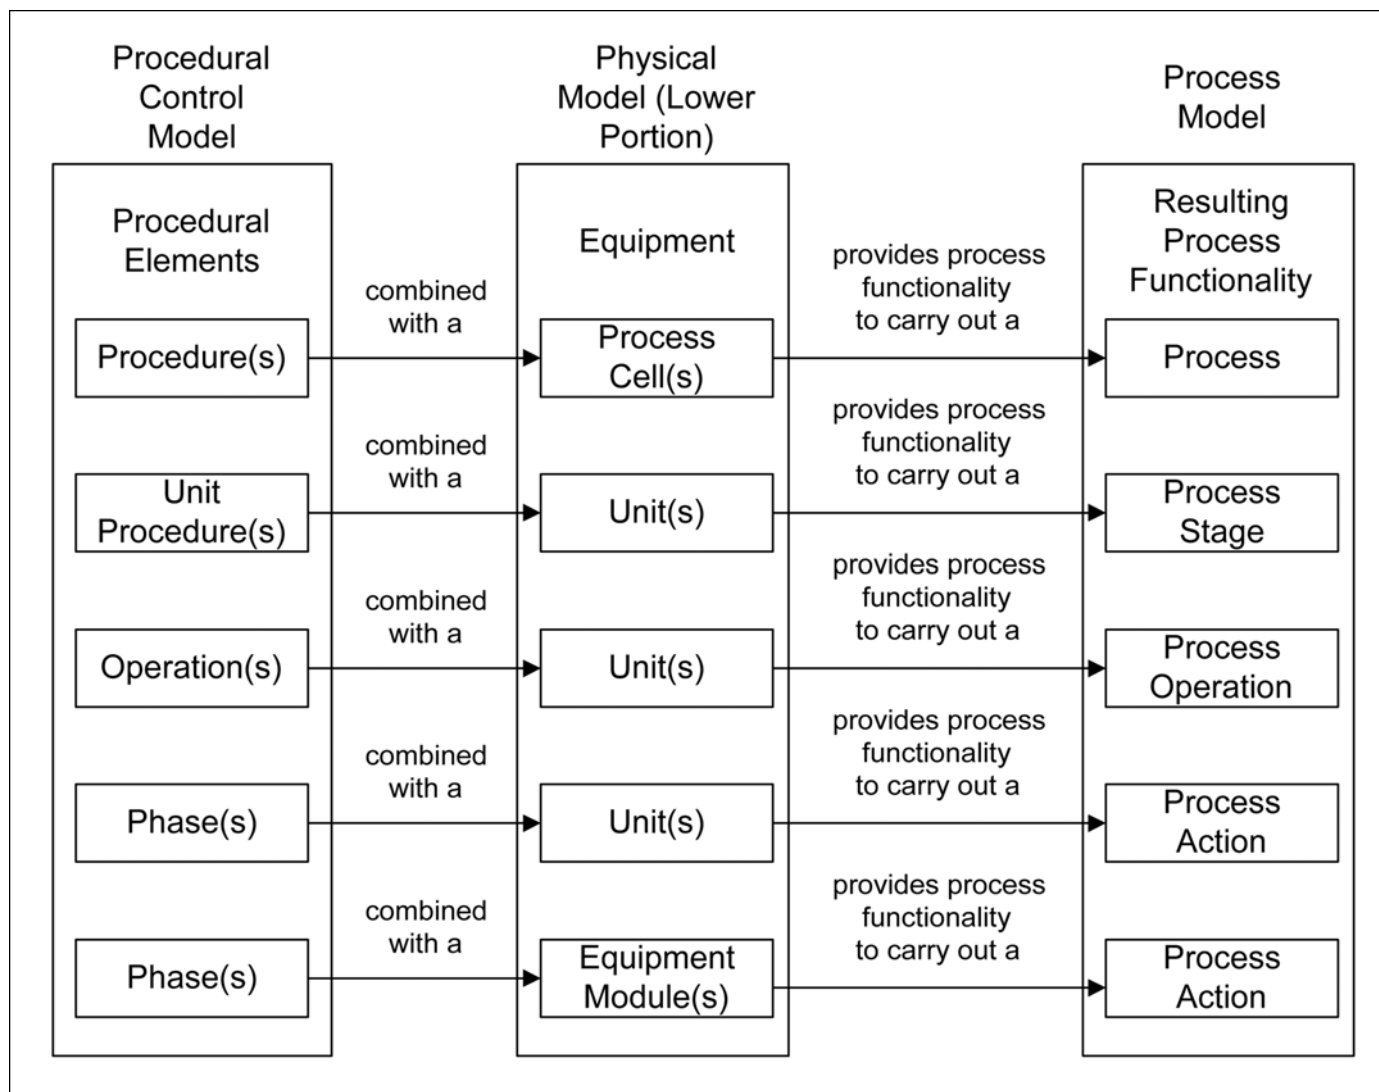 Procedural
Control
Model
Physical
Model (Lower
Portion)
Process
Model
Procedural
Elements
Equipment
Resulting
Process
Functionality
combined
with a
provides process
functionality
to carry out a
Procedure(s)
Process
Cell(s)
Process
combined
with a
provides process
functionality
to carry out a
Unit
Procedure(s)
Unit(s)
Process
Stage
combined
with a
provides process
functionality
to carry out a
Operation(s)
Unit(s)
Process
Operation
combined
with a
provides process
functionality
to carry out a
Phase(s)
Unit(s)
Process
Action
combined
with a
provides process
functionality
to carry out a
Phase(s)
Equipment
Module(s)
Process
Action